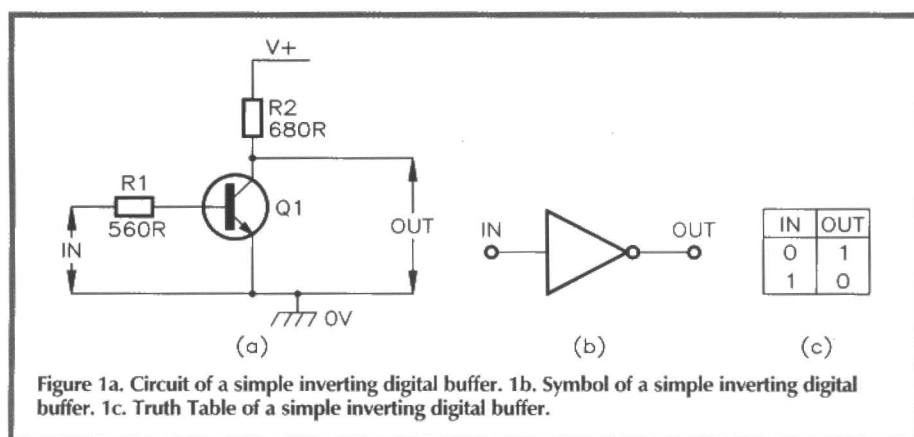 V+
R2
680R
R1
560R
Q1
IN
OUT
0V
(a)
IN
OUT
(b)
IN OUT
0 1
1 0
(c)
Figure 1a. Circuit of a simple inverting digital buffer. 1b. Symbol of a simple inverting digital
buffer. 1c. Truth Table of a simple inverting digital buffer.